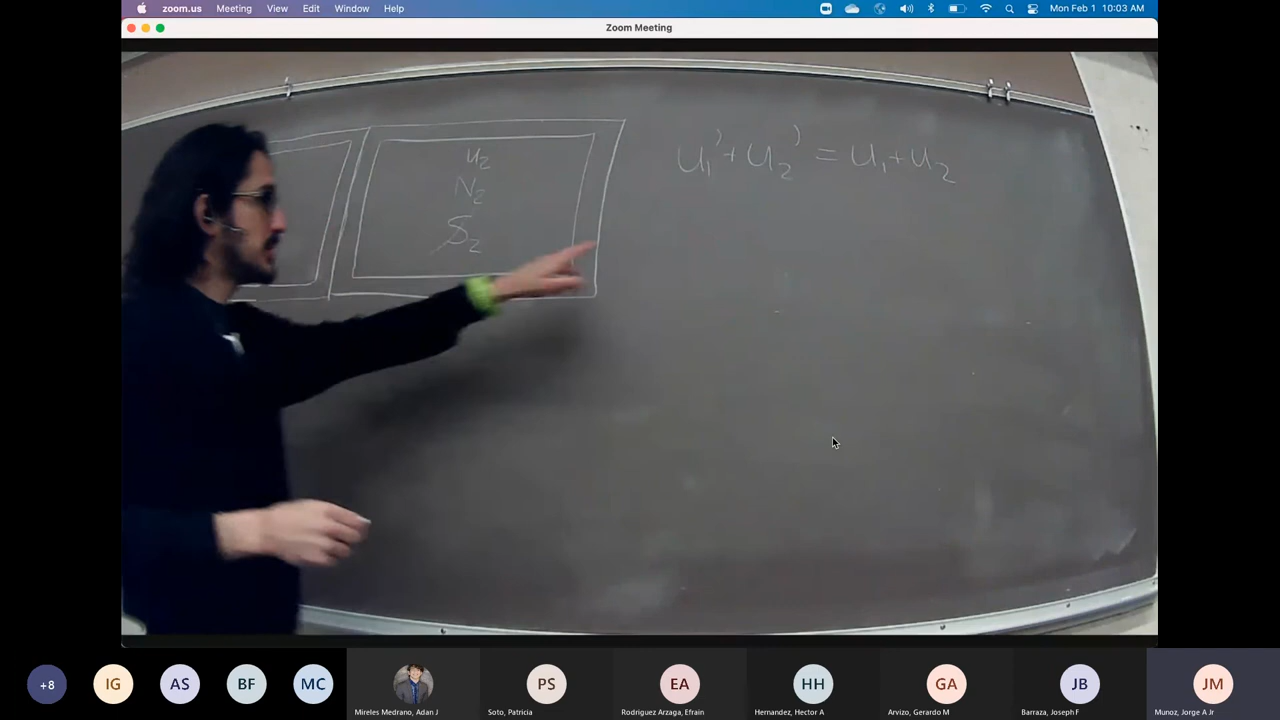 zoom.us Meeting View Edit Window Help Mon Feb 1 10:03 AM
Zoom Meeting
U₂
N₂
S₂
U₁' + U₂' = U₁ + U₂
+8 IG AS BF MC PS EA HH GA JB JM
Mireles Medrano, Adan J Soto, Patricia Rodriguez Arzaga, Efrain Hernandez, Hector A Arvizo, Gerardo M Barraza, Joseph F Munoz, Jorge A Jr